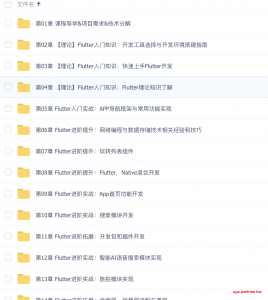 文件名
第01章 课程导学&项目需求&技术分解
第02章 【理论】Flutter入门知识：开发工具选择与开发环境搭建指南
第03章 【理论】Flutter入门知识：快速上手Flutter开发
第04章 【理论】Flutter入门知识：Flutter理论知识了解
第05章 Flutter入门实战：APP导航框架与常用功能实现
第06章 Flutter进阶提升：网络编程与数据存储技术相关经验和技巧
第07章 Flutter进阶提升：玩转列表组件
第08章 Flutter进阶提升：Flutter，Native混合开发
第09章 Flutter进阶实战：App首页功能开发
第10章 Flutter进阶实战：搜索模块开发
第11章 Flutter进阶拓展：开发包和插件开发
第12章 Flutter进阶实战：智能AI语音搜索模块实现
第13章 Flutter进阶实战：旅拍模块实现